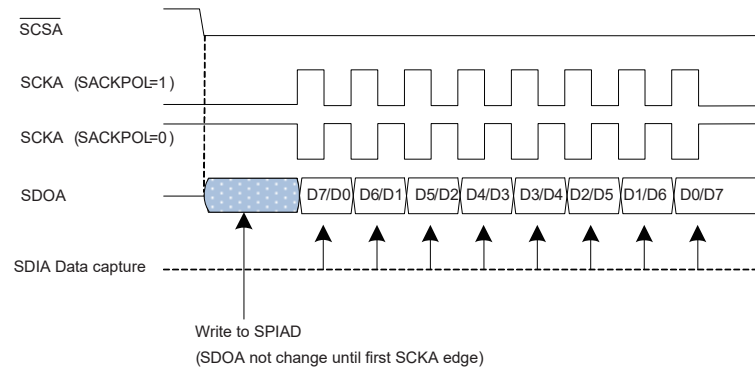 SCSA
SCKA (SACKPOL=1)
SCKA (SACKPOL=0)
SDOA
D7/D0 D6/D1 D5/D2 D4/D3 D3/D4 D2/D5 D1/D6 D0/D7
SDIA Data capture
Write to SPIAD
(SDOA not change until first SCKA edge)